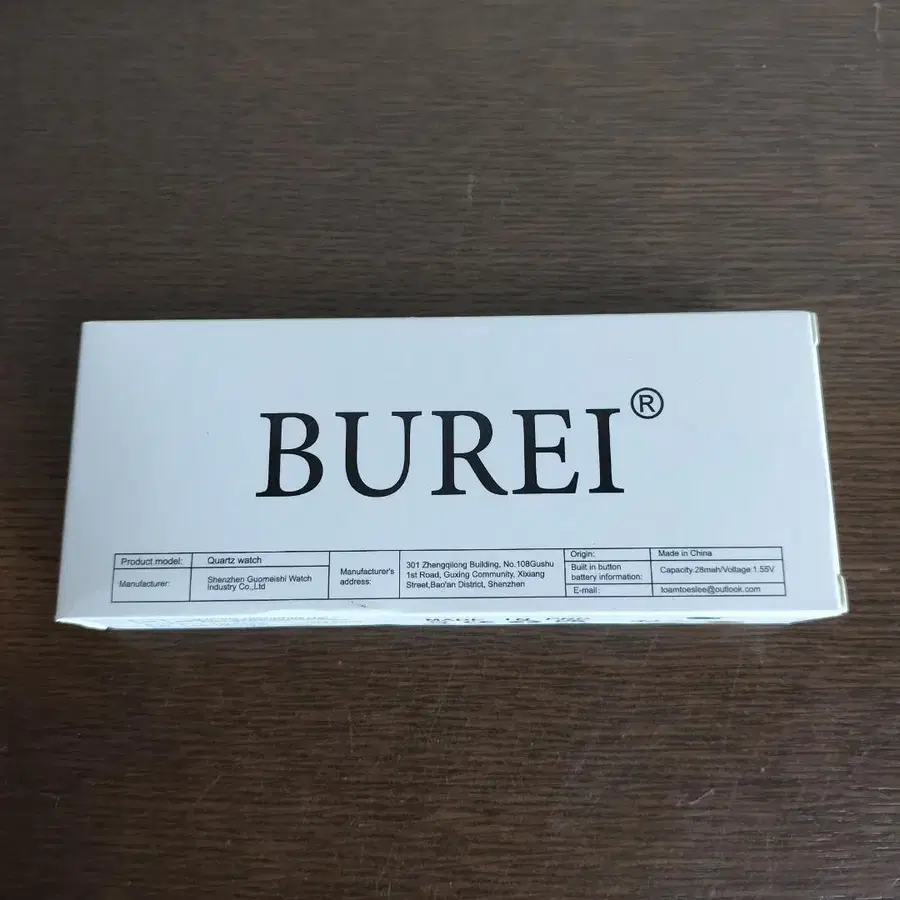 BUREI®
Product model: Quartz watch
Manufacturer: Shenzhen Guomeishi Watch
Industry Co.,Ltd
Manufacturer's
address:
301 Zhengqilong Building, No.108Gushu
1st Road, Guxing Community, Xixiang
Street,Bao'an District, Shenzhen
Origin: Made in China
Built in button
battery information:
Capacity.28mah/Voltage 1.55V
E-mail: toamtoeslee@outlook.com